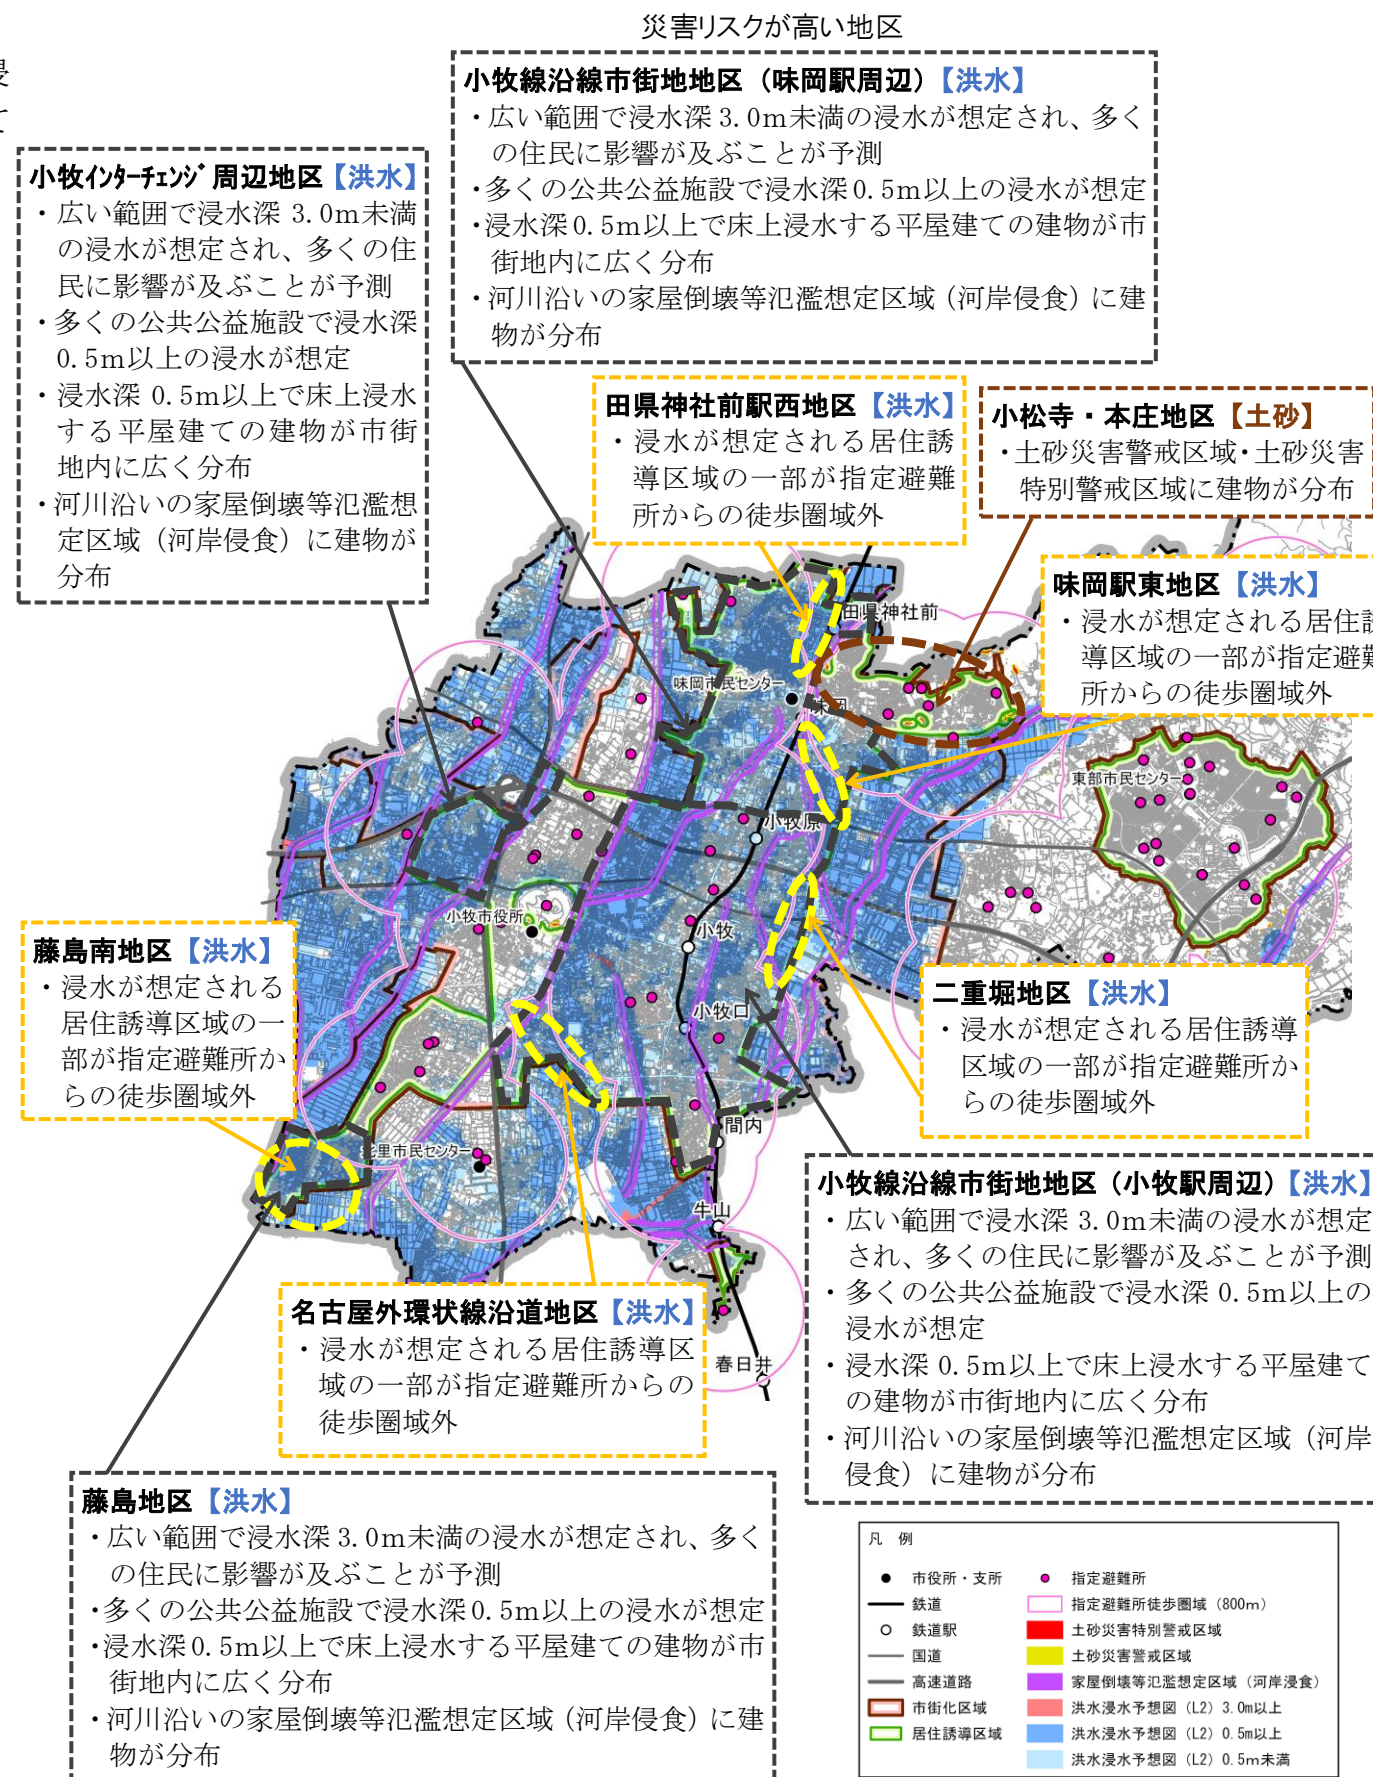 災害リスクが高い地区
小牧線沿線市街地地区（味岡駅周辺）【洪水】
・広い範囲で浸水深 3.0m未満の浸水が想定され、多く
の住民に影響が及ぶことが予測
・多くの公共公益施設で浸水深 0.5m以上の浸水が想定
・浸水深 0.5m以上で床上浸水する平屋建ての建物が市
街地内に広く分布
・河川沿いの家屋倒壊等氾濫想定区域（河岸侵食）に建
物が分布
小牧インターチェンジ周辺地区【洪水】
・広い範囲で浸水深 3.0m未満
の浸水が想定され、多くの住
民に影響が及ぶことが予測
・多くの公共公益施設で浸水深
0.5m以上の浸水が想定
・浸水深 0.5m以上で床上浸水
する平屋建ての建物が市街
地内に広く分布
・河川沿いの家屋倒壊等氾濫想
定区域（河岸侵食）に建物が
分布
田県神社前駅西地区【洪水】
・浸水が想定される居住誘
導区域の一部が指定避難
所からの徒歩圏域外
小松寺・本庄地区【土砂】
・土砂災害警戒区域・土砂災害
特別警戒区域に建物が分布
味岡駅東地区【洪水】
・浸水が想定される居住誘
導区域の一部が指定避難
所からの徒歩圏域外
田県神社前
味岡市民センター
味岡
東部市民センター
小牧原
小牧市役所
小牧
小牧口
間内
北里市民センター
牛山
春日井
藤島南地区【洪水】
・浸水が想定される
居住誘導区域の一
部が指定避難所か
らの徒歩圏域外
二重堀地区【洪水】
・浸水が想定される居住誘導
区域の一部が指定避難所か
らの徒歩圏域外
小牧線沿線市街地地区（小牧駅周辺）【洪水】
・広い範囲で浸水深 3.0m未満の浸水が想定
され、多くの住民に影響が及ぶことが予測
・多くの公共公益施設で浸水深 0.5m以上の
浸水が想定
・浸水深 0.5m以上で床上浸水する平屋建て
の建物が市街地内に広く分布
・河川沿いの家屋倒壊等氾濫想定区域（河岸
侵食）に建物が分布
名古屋外環状線沿道地区【洪水】
・浸水が想定される居住誘導区
域の一部が指定避難所からの
徒歩圏域外
藤島地区【洪水】
・広い範囲で浸水深 3.0m未満の浸水が想定され、多く
の住民に影響が及ぶことが予測
・多くの公共公益施設で浸水深 0.5m以上の浸水が想定
・浸水深 0.5m以上で床上浸水する平屋建ての建物が市
街地内に広く分布
・河川沿いの家屋倒壊等氾濫想定区域（河岸侵食）に建
物が分布
凡 例
市役所・支所
鉄道
鉄道駅
国道
高速道路
市街化区域
居住誘導区域
指定避難所
指定避難所徒歩圏域（800m）
土砂災害特別警戒区域
土砂災害警戒区域
家屋倒壊等氾濫想定区域（河岸浸食）
洪水浸水予想図（L2）3.0m以上
洪水浸水予想図（L2）0.5m以上
洪水浸水予想図（L2）0.5m未満